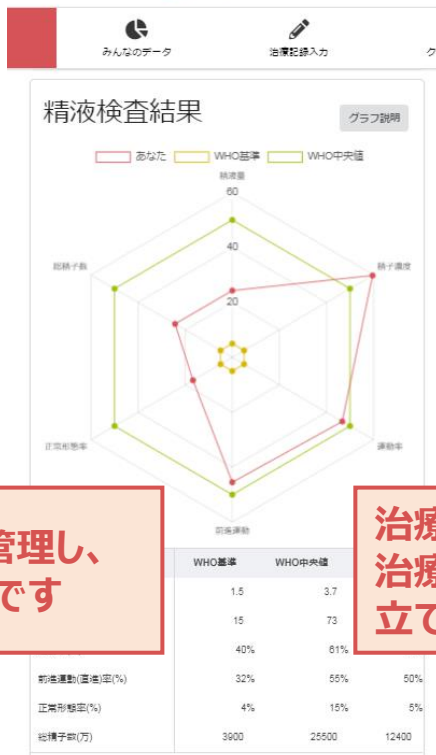 みんなのデータ
治療記録入力
ク
精液検査結果
グラフ説明
あなた WHO基準 WHO中央値
精液量
60
40
20
総精子数
精子濃度
正常形態率
運動率
前進運動
管理し、
です
治療
治療
立て
WHO基準 WHO中央値
1.5 3.7
15 73
40% 61%
前進運動(直進)率(%) 32% 55% 50%
正常形態率(%) 4% 15% 5%
総精子数(万) 3900 25500 12400